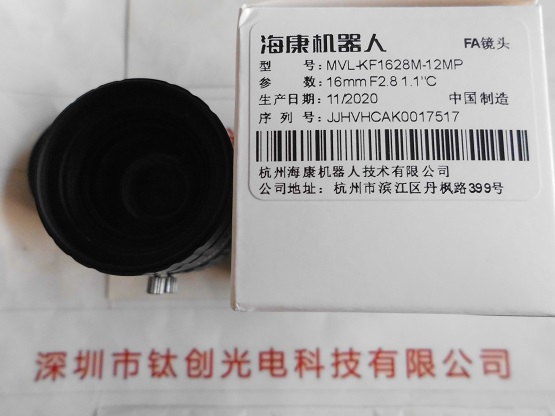 海康机器人 FA镜头
型 号: MVL-KF1628M-12MP
参 数: 16mm F2.8 1.1"C
生产日期: 11/2020 中国制造
序 列 号: JJHVHCAK0017517
杭州海康机器人技术有限公司
公司地址: 杭州市滨江区丹枫路399号
深圳市钛创光电科技有限公司